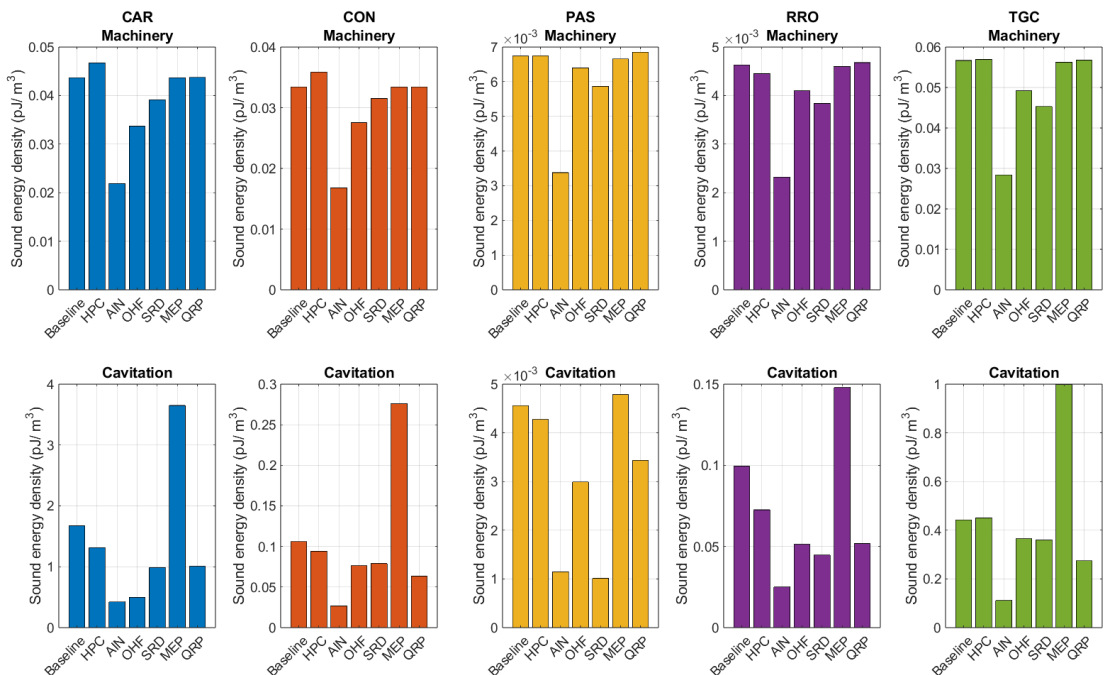 CAR
Machinery
Sound energy density (pJ/ m³)
0.05
0.04
0.03
0.02
0.01
0
Baseline
HPC
AIN
OHF
SRD
MEP
QRP
CON
Machinery
Sound energy density (pJ/ m³)
0.04
0.03
0.02
0.01
0
Baseline
HPC
AIN
OHF
SRD
MEP
QRP
PAS
Machinery
×10⁻³
Sound energy density (pJ/ m³)
7
6
5
4
3
2
1
0
Baseline
HPC
AIN
OHF
SRD
MEP
QRP
RRO
Machinery
×10⁻³
Sound energy density (pJ/ m³)
5
4
3
2
1
0
Baseline
HPC
AIN
OHF
SRD
MEP
QRP
TGC
Machinery
Sound energy density (pJ/ m³)
0.06
0.05
0.04
0.03
0.02
0.01
0
Baseline
HPC
AIN
OHF
SRD
MEP
QRP
Cavitation
Sound energy density (pJ/ m³)
4
3
2
1
0
Baseline
HPC
AIN
OHF
SRD
MEP
QRP
Cavitation
Sound energy density (pJ/ m³)
0.3
0.25
0.2
0.15
0.1
0.05
0
Baseline
HPC
AIN
OHF
SRD
MEP
QRP
Cavitation
×10⁻³
Sound energy density (pJ/ m³)
5
4
3
2
1
0
Baseline
HPC
AIN
OHF
SRD
MEP
QRP
Cavitation
Sound energy density (pJ/ m³)
0.15
0.1
0.05
0
Baseline
HPC
AIN
OHF
SRD
MEP
QRP
Cavitation
Sound energy density (pJ/ m³)
1
0.8
0.6
0.4
0.2
0
Baseline
HPC
AIN
OHF
SRD
MEP
QRP